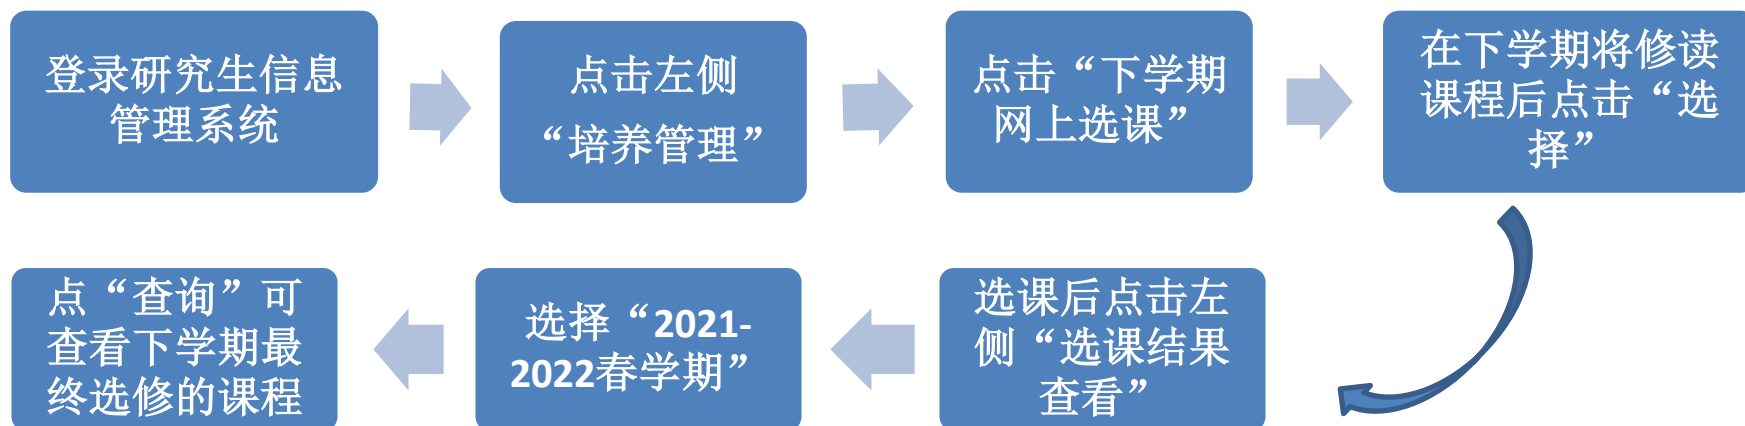 登录研究生信息
管理系统
点击左侧
“培养管理”
点击“下学期
网上选课”
在下学期将修读
课程后点击“选
择”
选课后点击左
侧“选课结果
查看”
选择“2021-
2022春学期”
点“查询”可
查看下学期最
终选修的课程